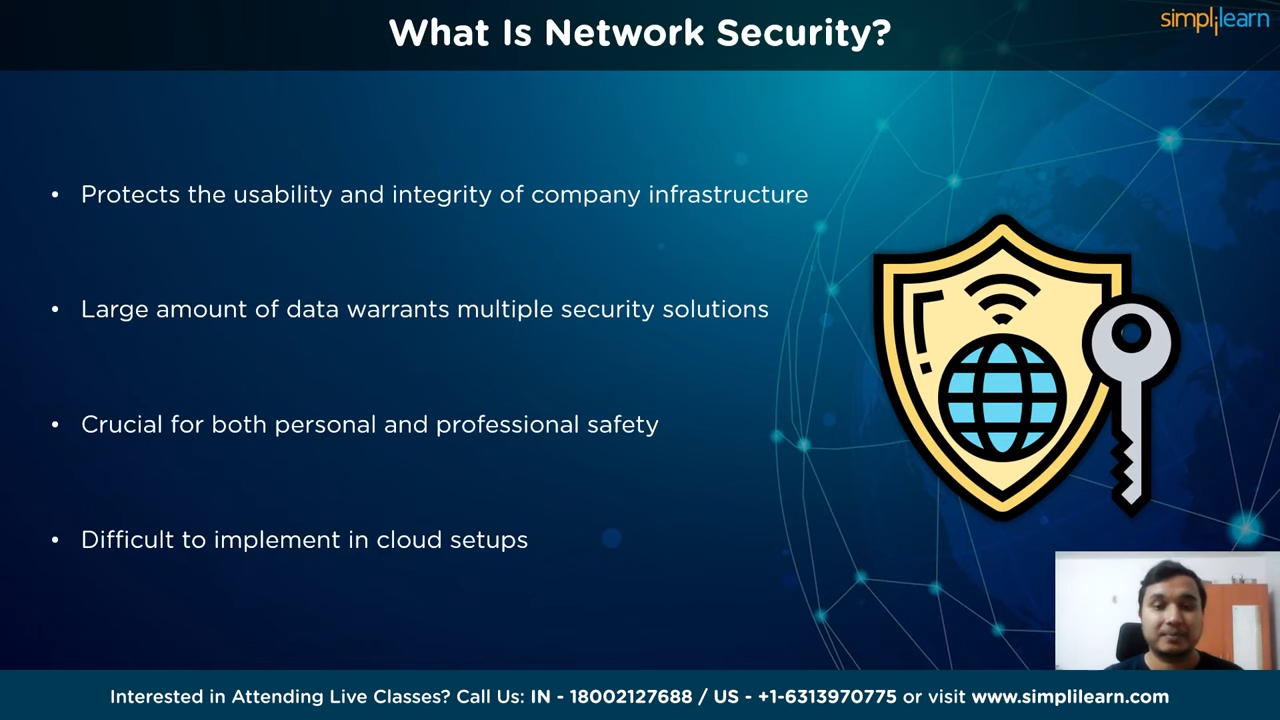 What Is Network Security?
simplilearn
• Protects the usability and integrity of company infrastructure
• Large amount of data warrants multiple security solutions
• Crucial for both personal and professional safety
• Difficult to implement in cloud setups
Interested in Attending Live Classes? Call Us: IN - 18002127688 / US - +1-6313970775 or visit www.simplilearn.com